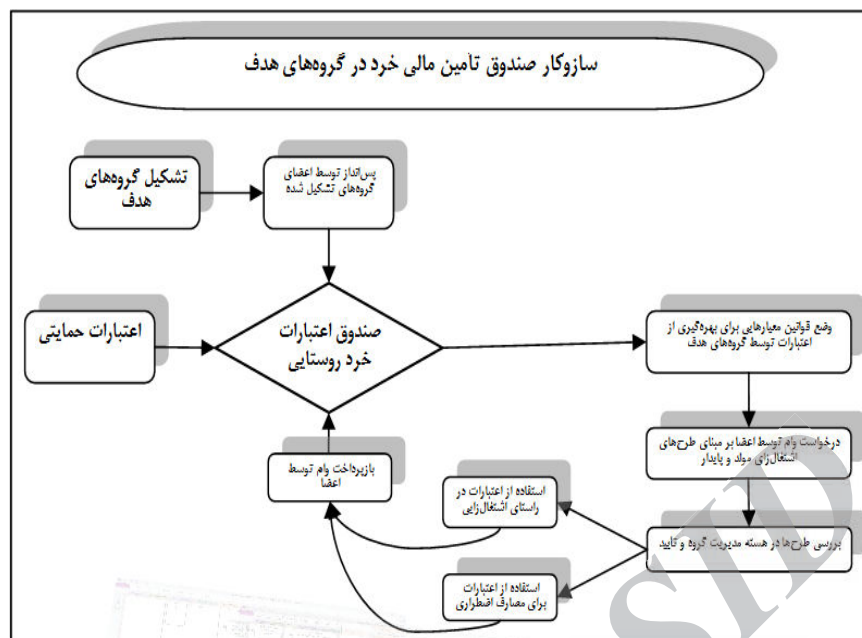 سازوکار صندوق تأمین مالی خرد در گروه‌های هدف
تشکیل گروه‌های
هدف
پس‌انداز توسط اعضای
گروه‌های تشکیل شده
اعتبارات حمایتی
صندوق اعتبارات
خرد روستایی
وضع قوانین معیارهایی برای بهره‌گیری از
اعتبارات توسط گروه‌های هدف
درخواست وام توسط اعضا بر مبنای طرح‌های
اشتغال‌زای مولد و پایدار
بازپرداخت وام توسط
اعضا
استفاده از اعتبارات در
راستای اشتغال‌زایی
بررسی طرح‌ها در هسته مدیریت گروه و تایید
استفاده از اعتبارات
برای مصارف اضطراری
SID